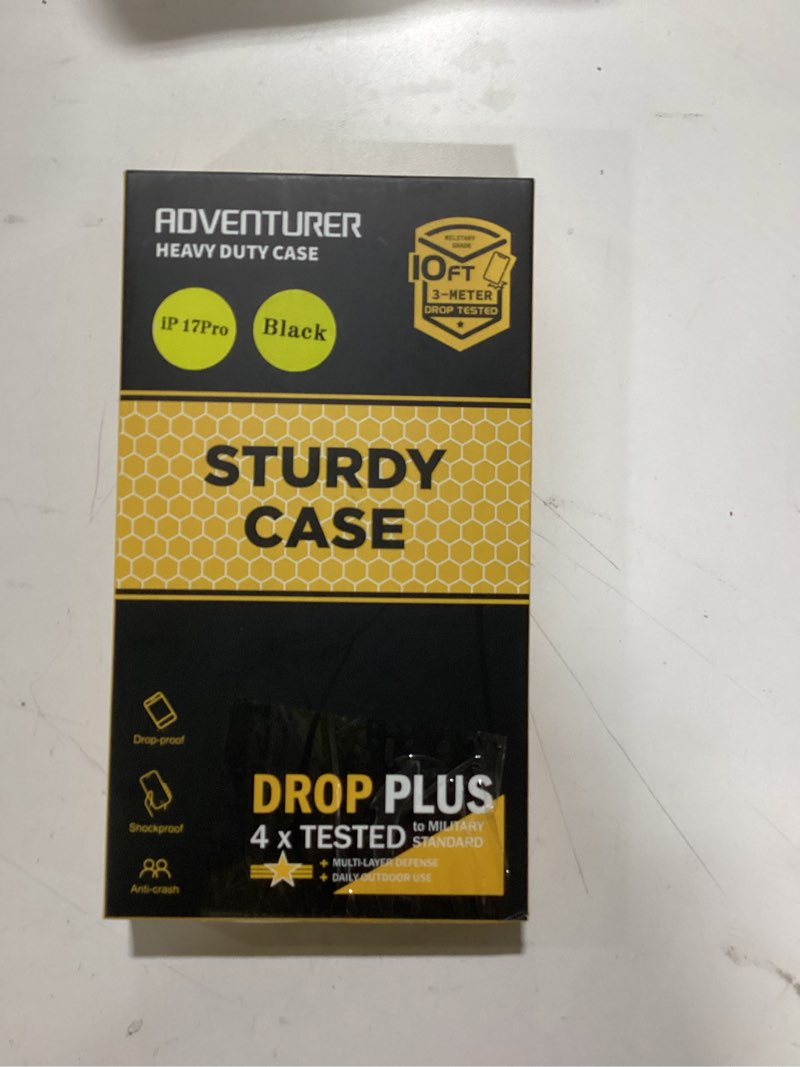 ADVENTURER
HEAVY DUTY CASE
MILITARY
GRADE
10FT
3-METER
DROP TESTED
iP 17Pro
Black
STURDY
CASE
Drop-proof
Shockproof
Anti-crash
DROP PLUS
4 x TESTED to MILITARY
STANDARD
+ MULTI-LAYER DEFENSE
+ DAILY OUTDOOR USE